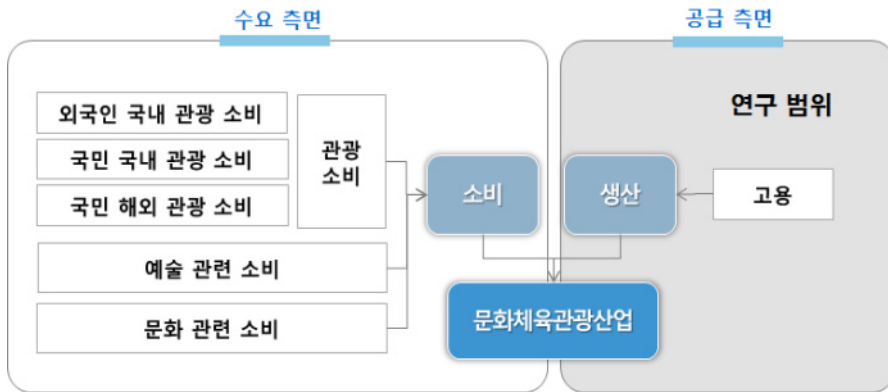 수요 측면
공급 측면
외국인 국내 관광 소비
국민 국내 관광 소비
국민 해외 관광 소비
관광
소비
예술 관련 소비
문화 관련 소비
소비
연구 범위
생산
고용
문화체육관광산업